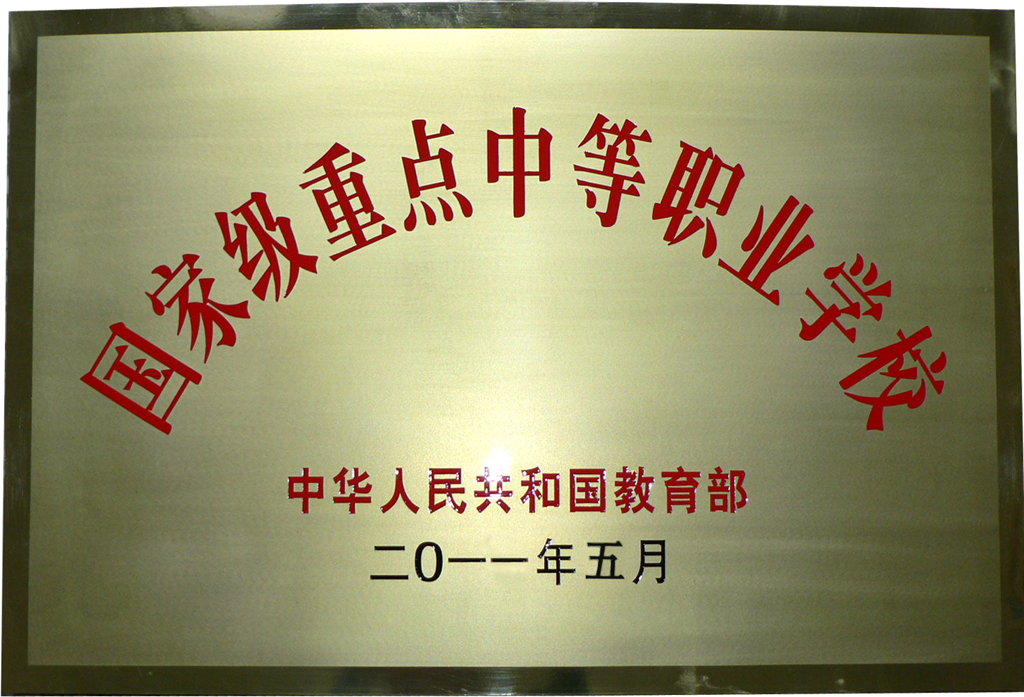 国家级重点中等职业学校
中华人民共和国教育部
二0一一年五月